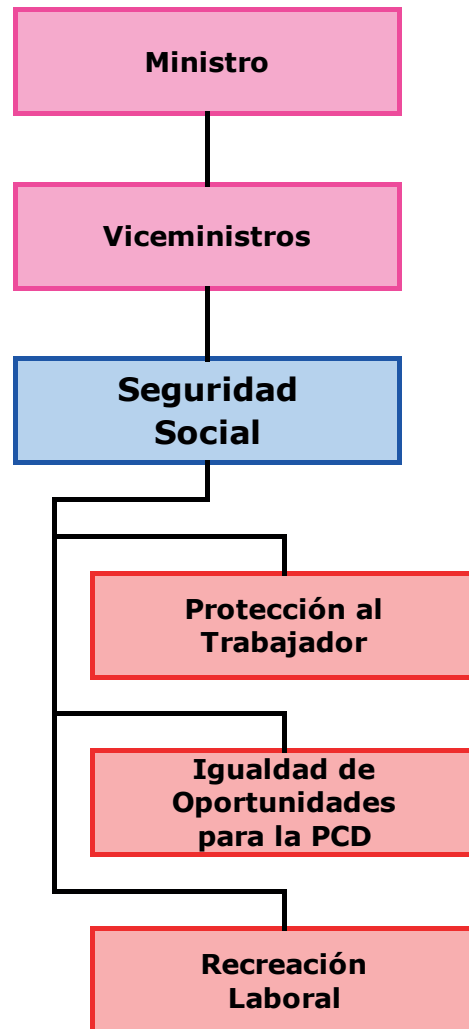 Ministro
Viceministros
Seguridad
Social
Protección al
Trabajador
Igualdad de
Oportunidades
para la PCD
Recreación
Laboral